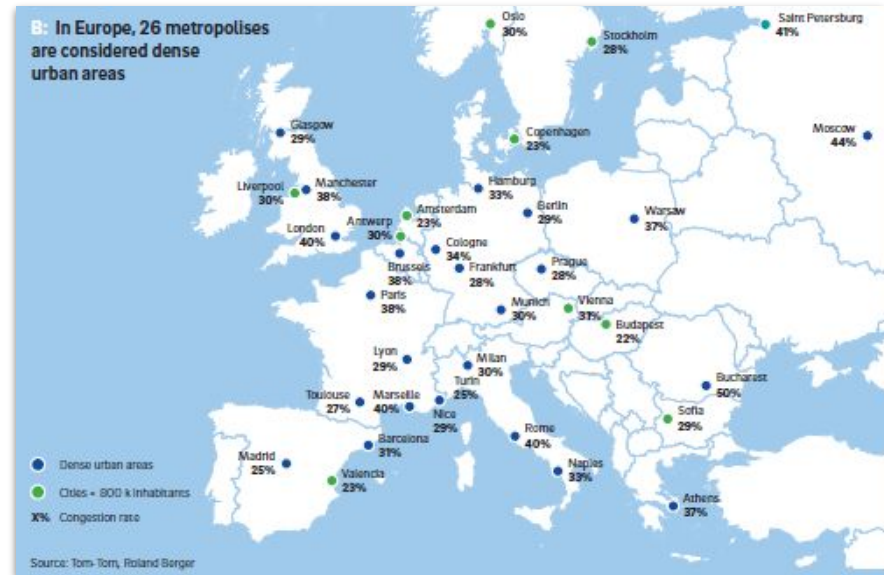 B: In Europe, 26 metropolises
are considered dense
urban areas
Oslo
30%
Stockholm
28%
Saint Petersburg
41%
Moscow
44%
Glasgow
29%
Copenhagen
23%
Liverpool
30%
Manchester
38%
Hamburg
33%
Amsterdam
23%
Berlin
29%
Warsaw
37%
London
40%
Antwerp
30%
Cologne
34%
Brussels
38%
Frankfurt
28%
Prague
28%
Paris
38%
Munich
30%
Vienna
31%
Budapest
22%
Lyon
29%
Milan
30%
Turin
25%
Bucharest
50%
Toulouse
27%
Marseille
40%
Nice
29%
Sofia
29%
Rome
40%
Barcelona
31%
Madrid
25%
Naples
33%
Valencia
23%
Athens
37%
Dense urban areas
Cities = 800 k inhabitants
X% Congestion rate
Source: Tom-Tom, Roland Berger